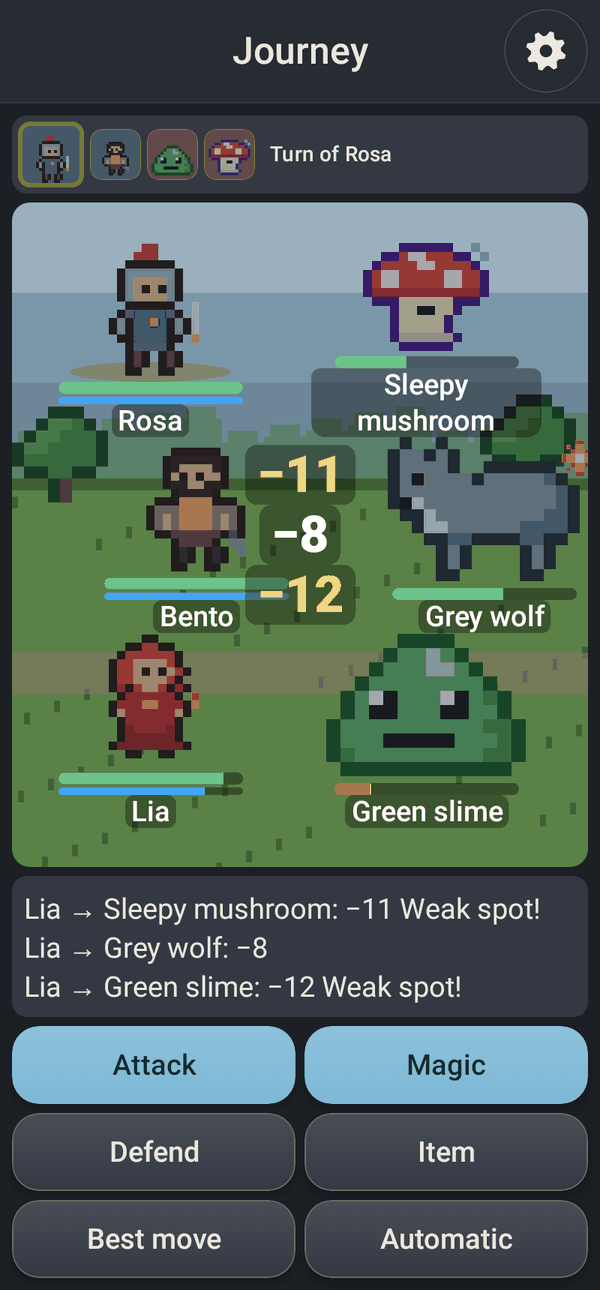 Journey
Turn of Rosa
Sleepy
mushroom
Rosa
−11
−8
−12
Bento
Grey wolf
Lia
Green slime
Lia → Sleepy mushroom: −11 Weak spot!
Lia → Grey wolf: −8
Lia → Green slime: −12 Weak spot!
Attack
Magic
Defend
Item
Best move
Automatic